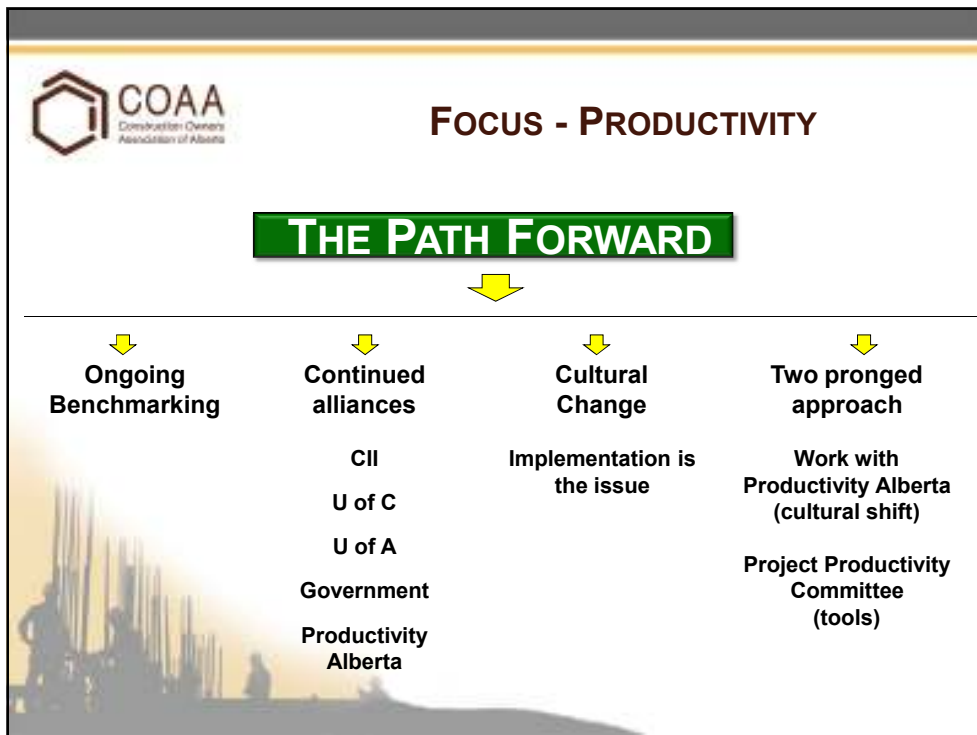 COAA
Construction Owners
Association of Alberta
FOCUS - PRODUCTIVITY
THE PATH FORWARD
Ongoing
Benchmarking
Continued
alliances
CII
U of C
U of A
Government
Productivity
Alberta
Cultural
Change
Implementation is
the issue
Two pronged
approach
Work with
Productivity Alberta
(cultural shift)
Project Productivity
Committee
(tools)